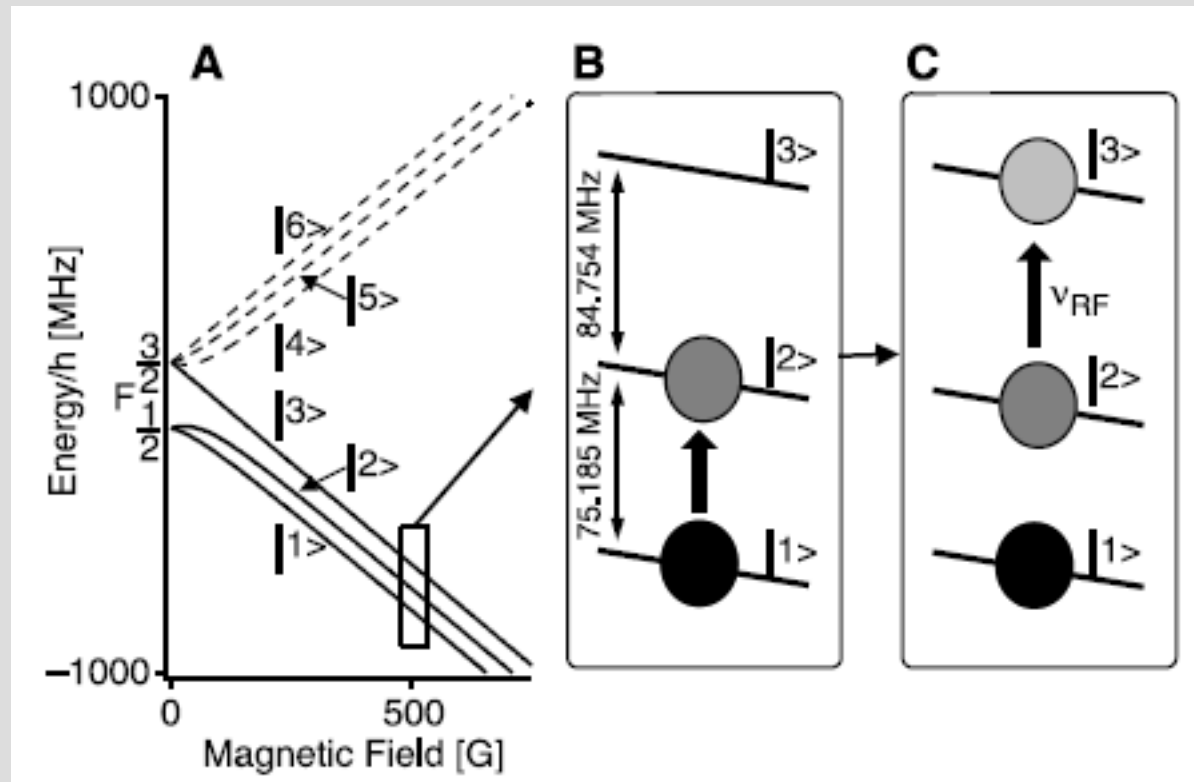 A
1000
Energy/h [MHz]
F
3
2
1
2
|6>
|5>
|4>
|3>
|2>
|1>
−1000
0
500
Magnetic Field [G]
B
|3>
84.754 MHz
|2>
75.185 MHz
|1>
C
|3>
νRF
|2>
|1>